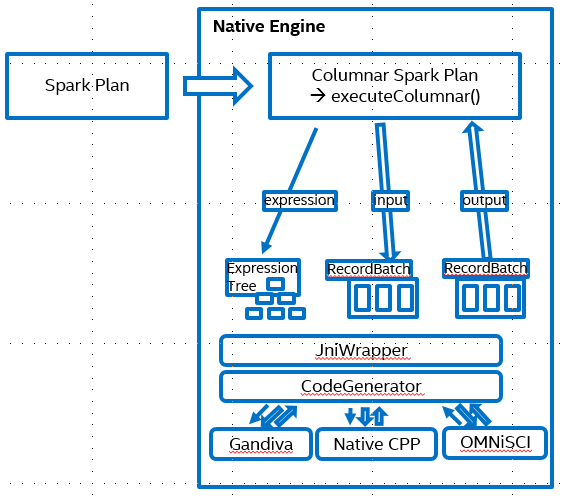 Native Engine
Spark Plan
Columnar Spark Plan
→ executeColumnar()
expression
input
output
Expression
Tree
RecordBatch
RecordBatch
JniWrapper
CodeGenerator
Gandiva
Native CPP
OMNiSCI